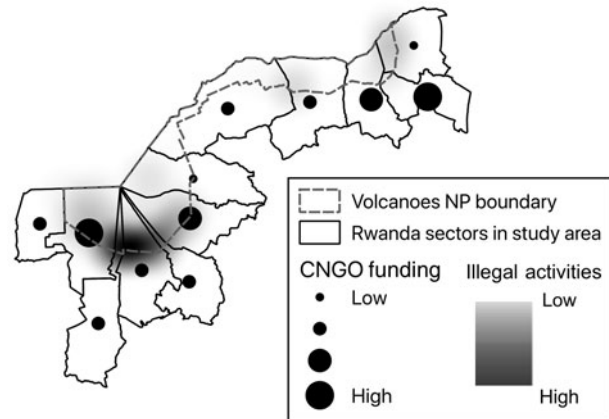 Volcanoes NP boundary
Rwanda sectors in study area
CNGO funding
Illegal activities
Low
Low
High
High